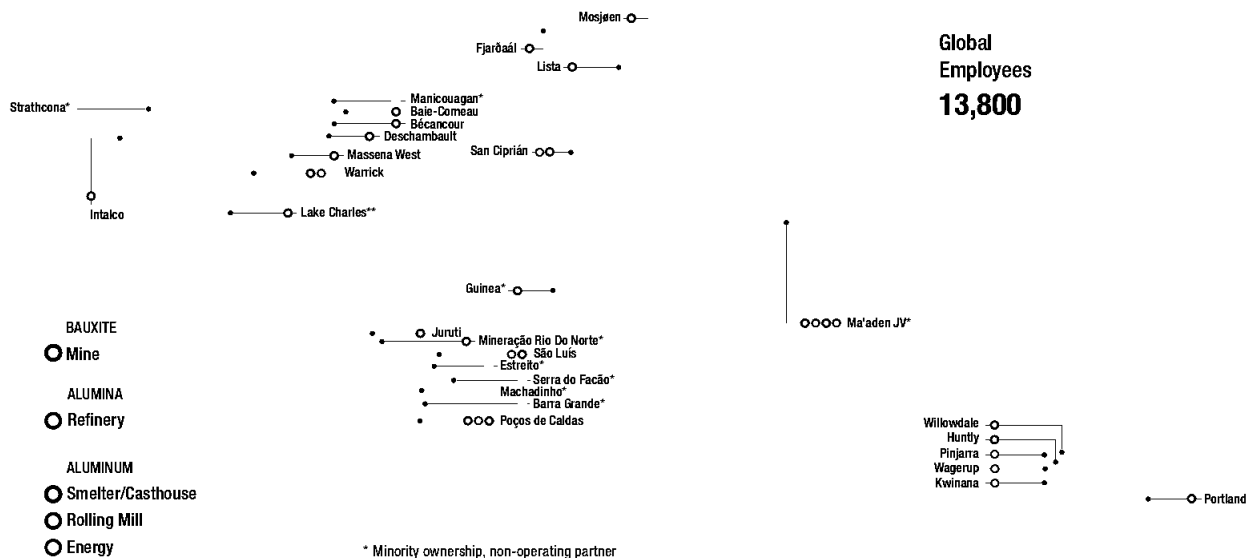 Mosjøen
Fjarðaál
Lista
Global
Employees
13,800
Strathcona*
Manicouagan*
Baie-Comeau
Bécancour
Deschambault
Massena West
San Ciprián
Warrick
Intalco
Lake Charles**
Guinea*
Ma'aden JV*
Juruti
Mineração Rio Do Norte*
São Luís
Estreito*
Serra do Facão*
Machadinho*
Barra Grande*
Poços de Caldas
BAUXITE
Mine
ALUMINA
Refinery
ALUMINUM
Smelter/Casthouse
Rolling Mill
Energy
Willowdale
Huntly
Pinjarra
Wagerup
Kwinana
Portland
* Minority ownership, non-operating partner